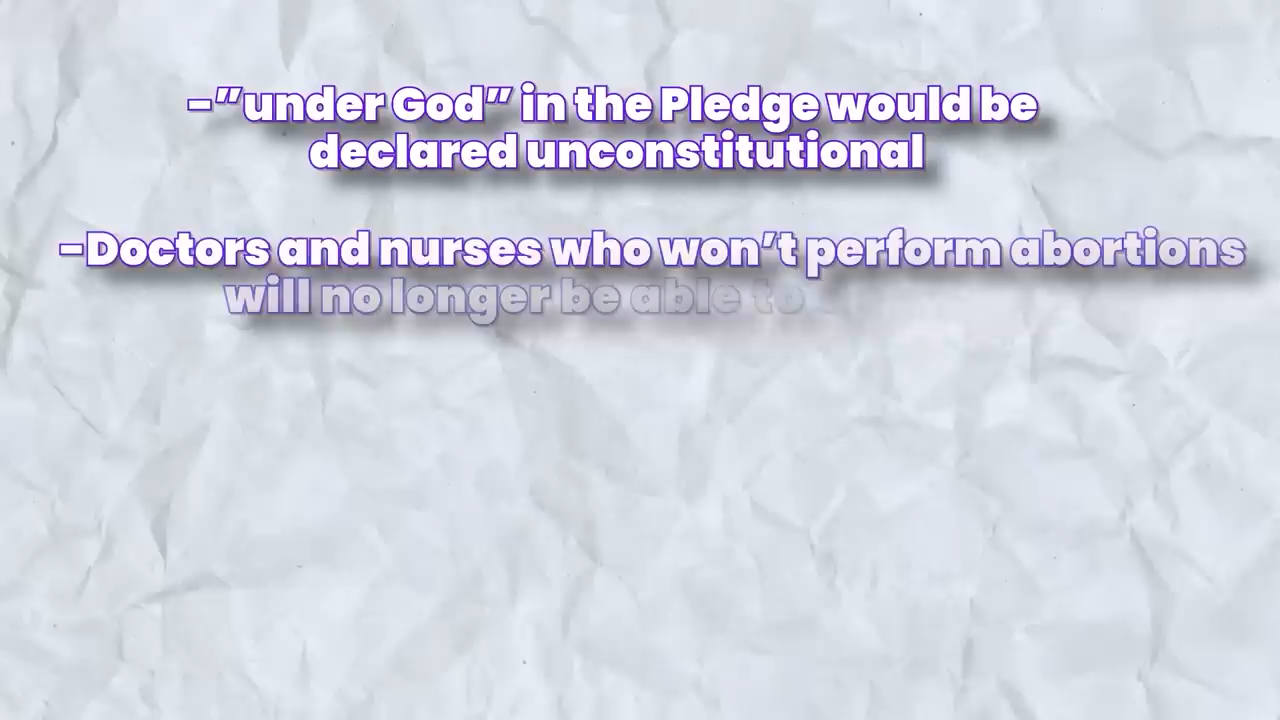 -"under God" in the Pledge would be
declared unconstitutional
-Doctors and nurses who won't perform abortions
will no longer be able to